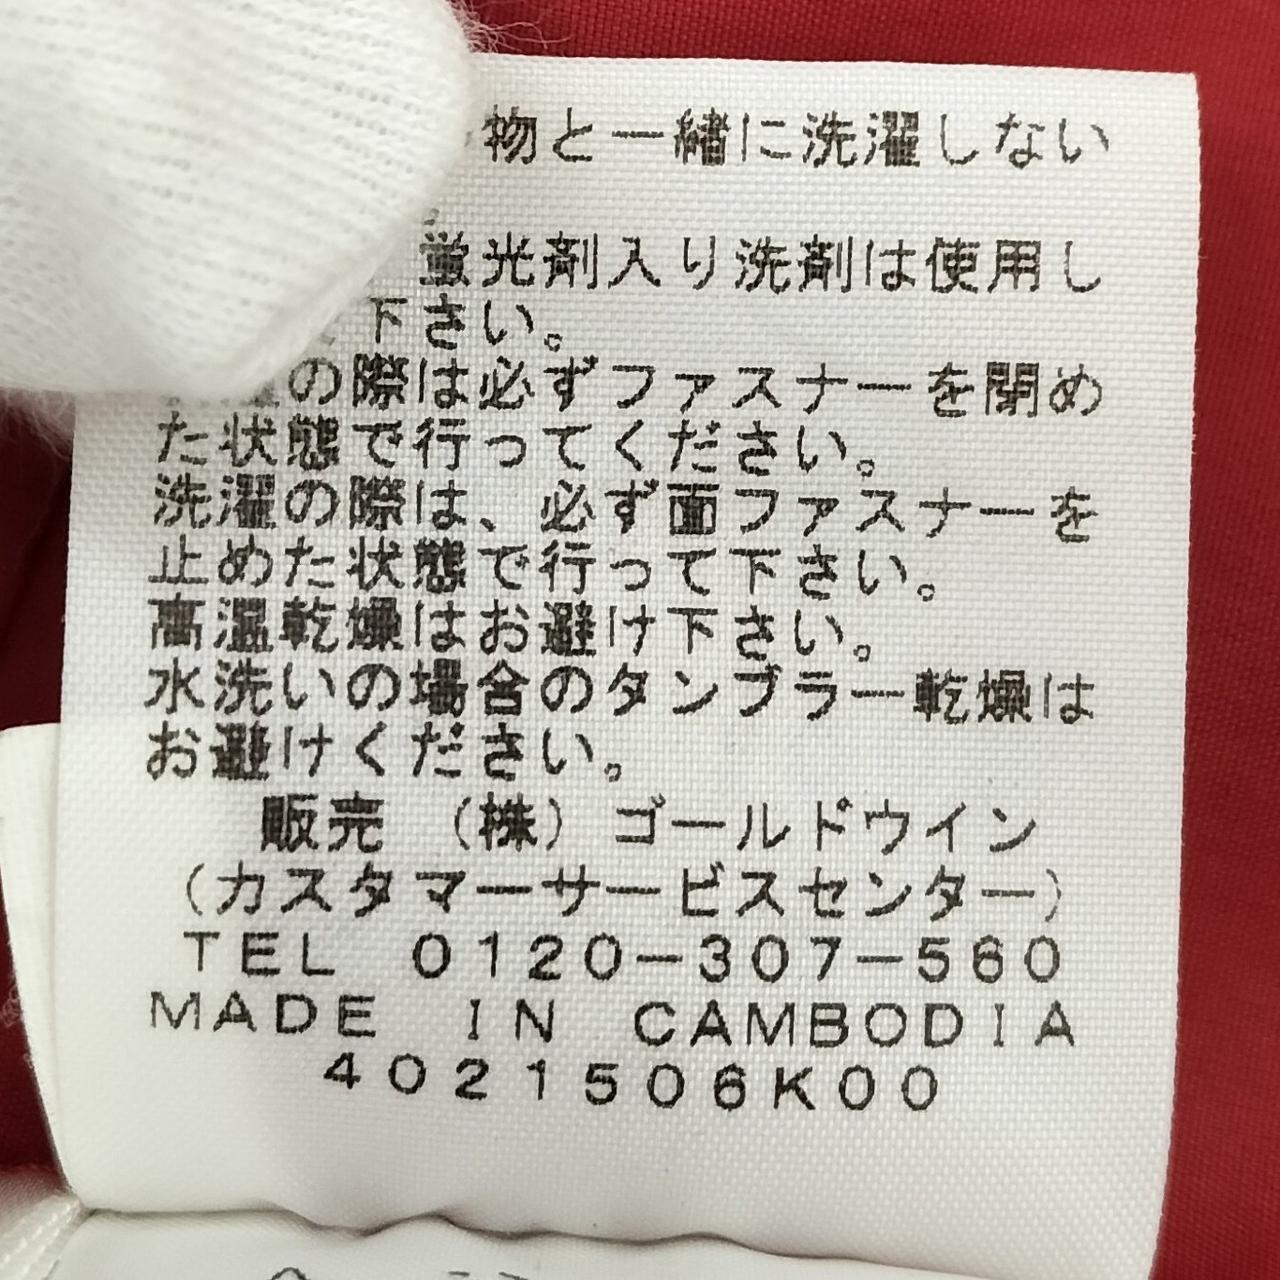 物と一緒に洗濯しない
蛍光剤入り洗剤は使用し
下さい。
の際は必ずファスナーを閉め
た状態で行ってください。
洗濯の際は、必ず面ファスナーを
止めた状態で行って下さい。
高温乾燥はお避け下さい。
水洗いの場合のタンブラー乾燥は
お避けください。
販売 (株) ゴールドウイン
(カスタマーサービスセンター)
TEL 0120-307-560
MADE IN CAMBODIA
4021506K00